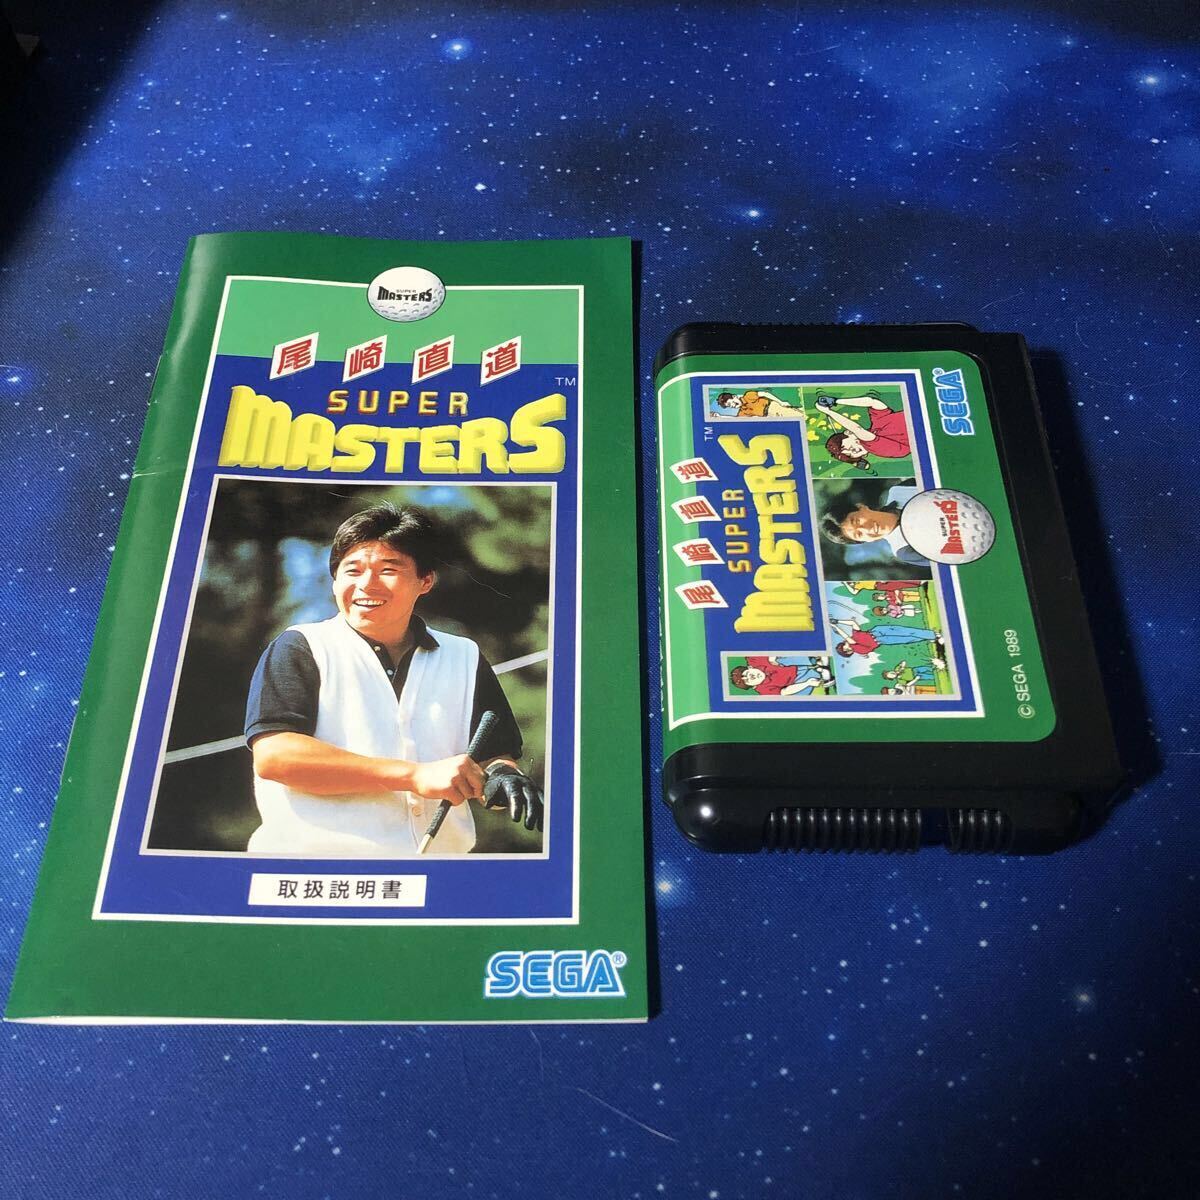 SUPER
MASTERS
尾崎直道
TM
SUPER
MASTERS
取扱説明書
SEGA®
尾崎直道
TM
SUPER
MASTERS
SUPER
MASTERS
SEGA®
© SEGA 1989